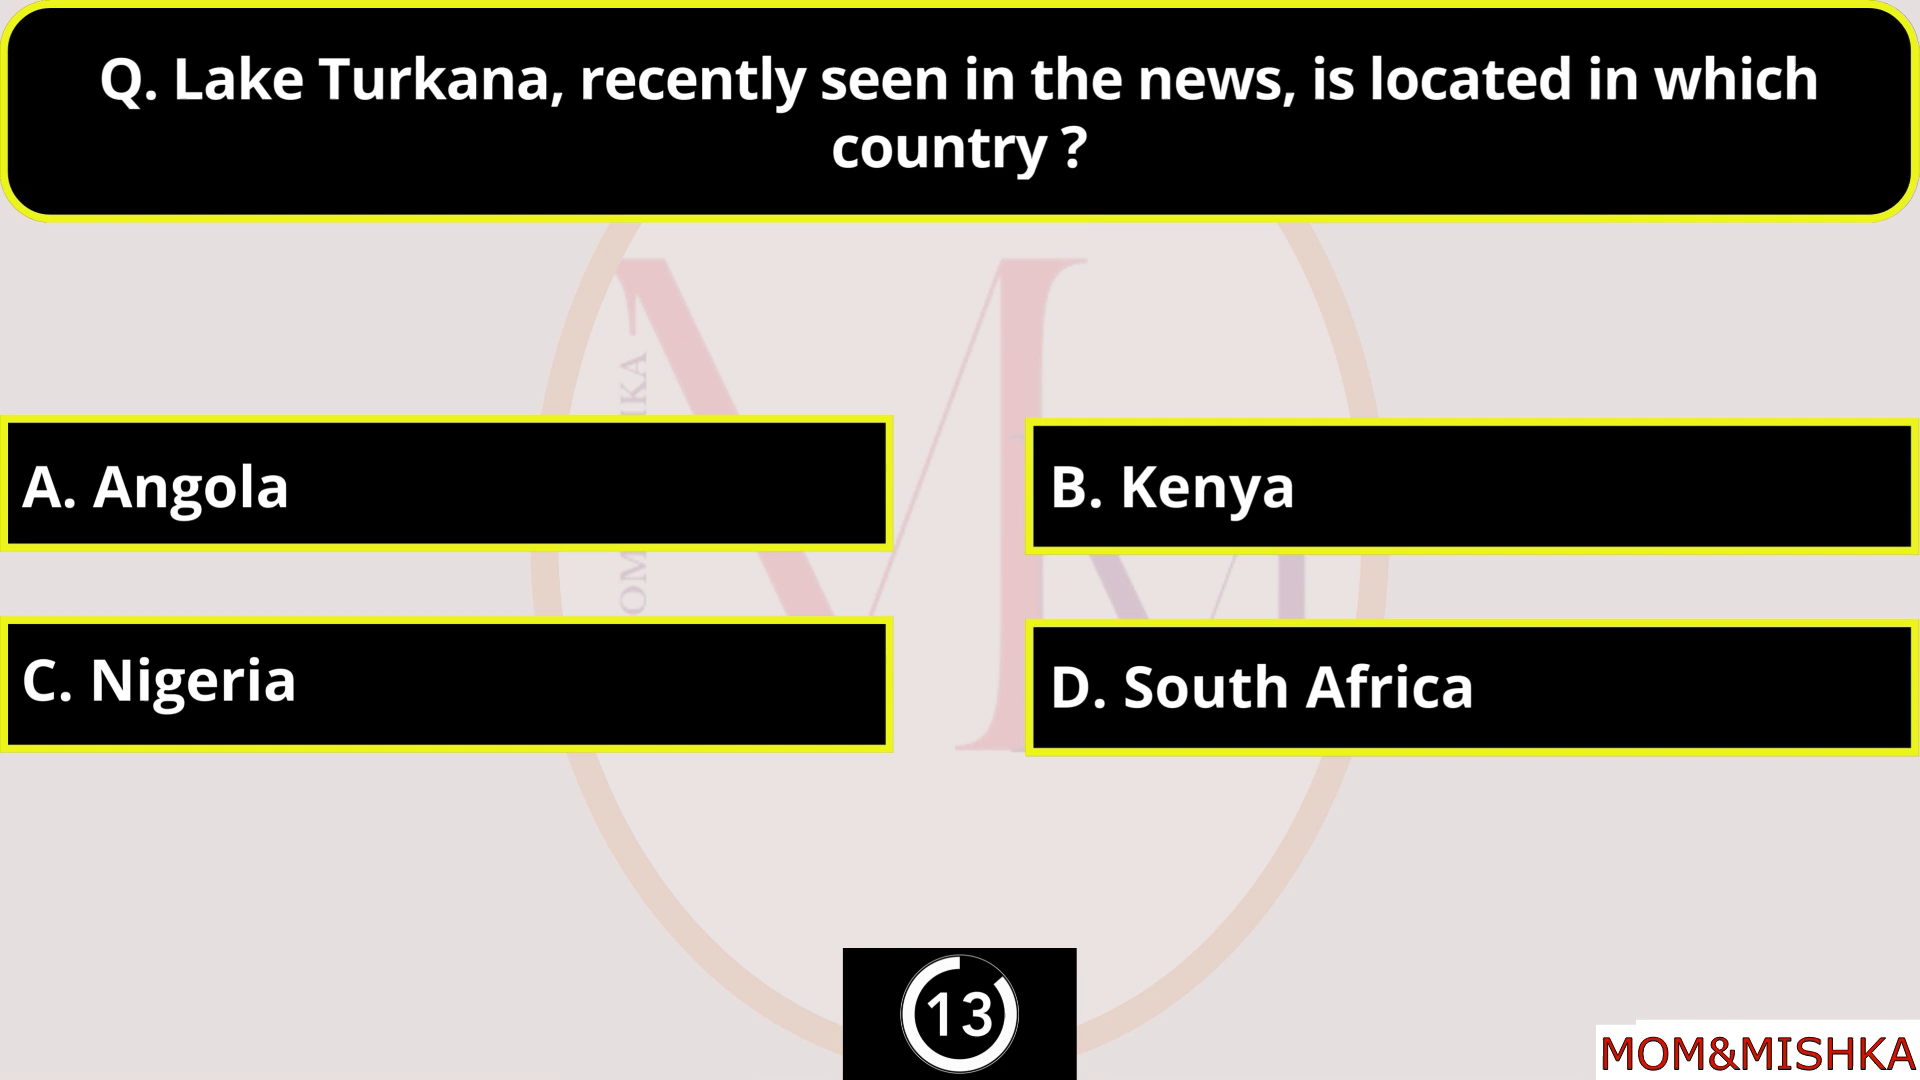 Q. Lake Turkana, recently seen in the news, is located in which
country ?
A. Angola
B. Kenya
C. Nigeria
D. South Africa
13
MOM&MISHKA